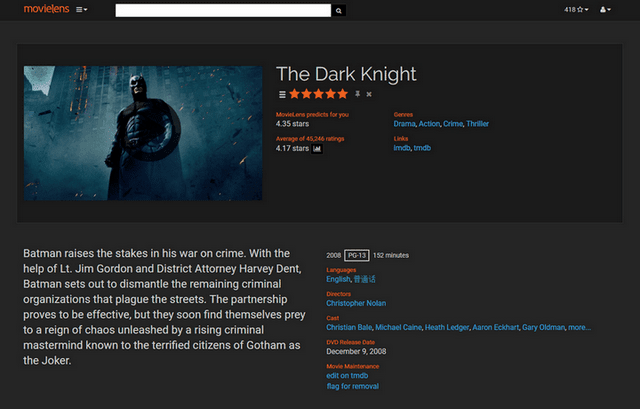 movielens
418
The Dark Knight
MovieLens predicts for you
4.35 stars
Average of 45,346 ratings
4.17 stars
Genres
Drama, Action, Crime, Thriller
Links
imdb, tmdb
Batman raises the stakes in his war on crime. With the
help of Lt. Jim Gordon and District Attorney Harvey Dent,
Batman sets out to dismantle the remaining criminal
organizations that plague the streets. The partnership
proves to be effective, but they soon find themselves prey
to a reign of chaos unleashed by a rising criminal
mastermind known to the terrified citizens of Gotham as
the Joker.
2008 PG-13 152 minutes
Languages
English, 普通话
Directors
Christopher Nolan
Cast
Christian Bale, Michael Caine, Heath Ledger, Aaron Eckhart, Gary Oldman, more...
DVD Release Date
December 9, 2008
Movie Maintenance
edit on tmdb
flag for removal